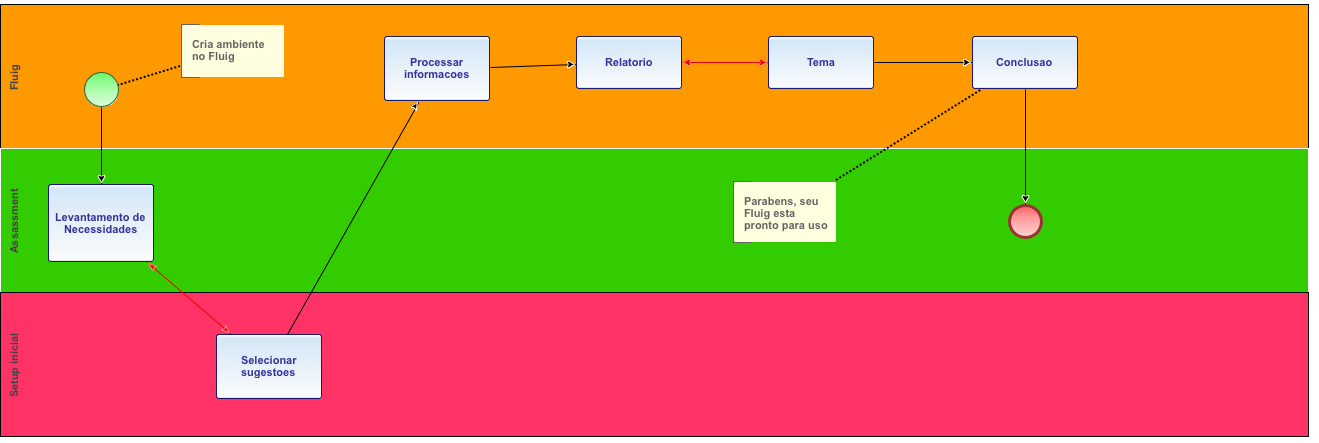 Fluig
Cria ambiente
no Fluig
Processar
informacoes
Relatorio
Tema
Conclusao
Assassment
Levantamento de
Necessidades
Parabens, seu
Fluig esta
pronto para uso
Setup inicial
Selecionar
sugestoes